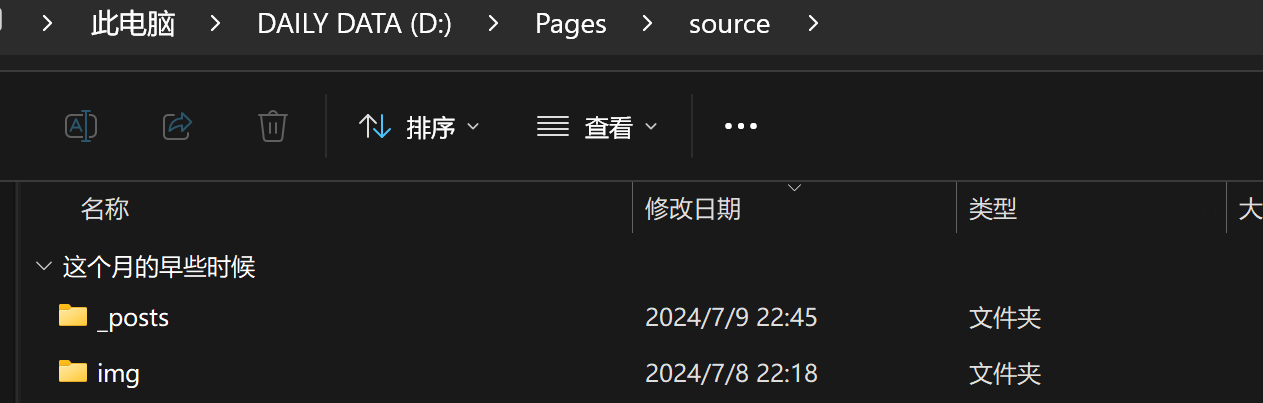 此电脑 DAILY DATA (D:) Pages source
排序 查看
名称 修改日期 类型 大
这个月的早些时候
_posts 2024/7/9 22:45 文件夹
img 2024/7/8 22:18 文件夹